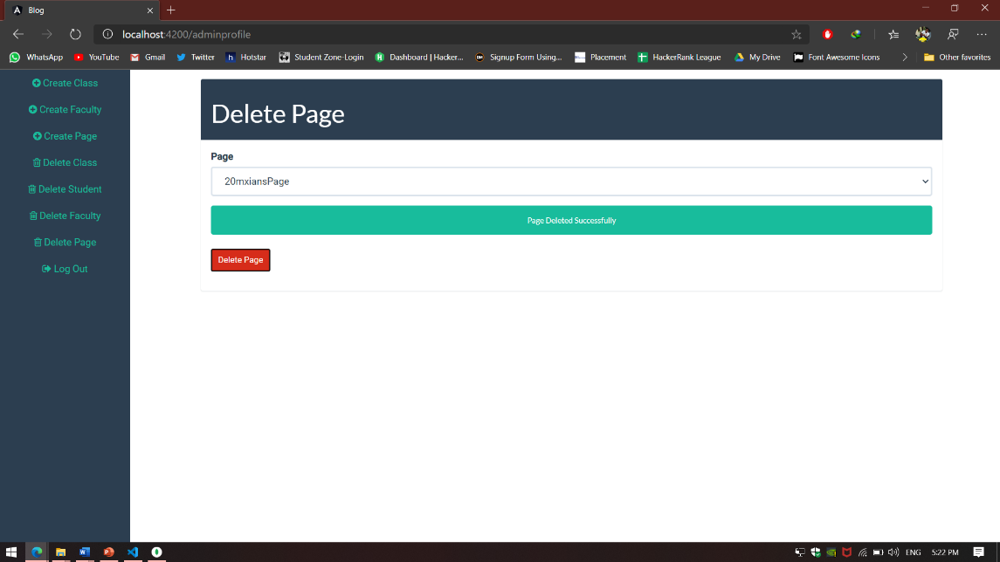 Blog
localhost:4200/adminprofile
WhatsApp YouTube Gmail Twitter Hotstar Student Zone-Login Dashboard | Hacker... Signup Form Using... Placement HackerRank League My Drive Font Awesome Icons Other favorites
Create Class
Create Faculty
Create Page
Delete Class
Delete Student
Delete Faculty
Delete Page
Log Out
Delete Page
Page
20mxiansPage
Page Deleted Successfully
Delete Page
ENG 5:22 PM